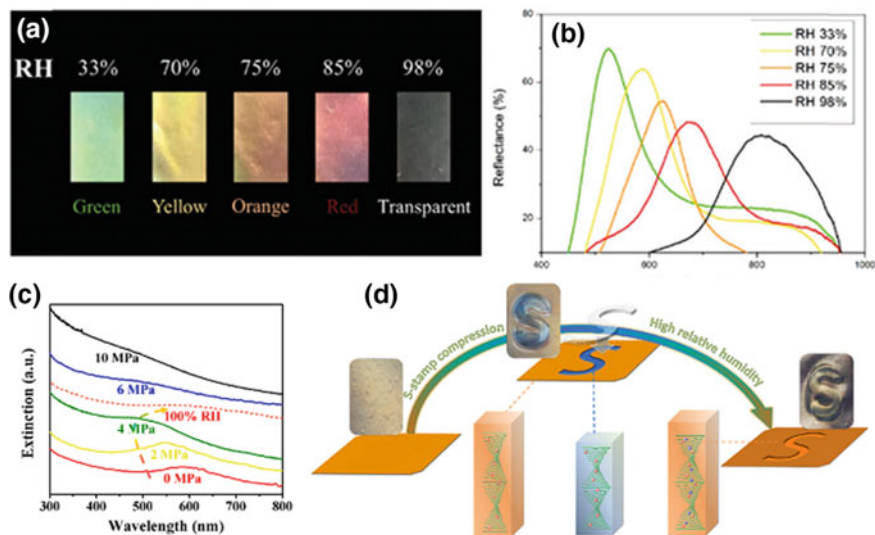 (a)
RH 33% 70% 75% 85% 98%
Green Yellow Orange Red Transparent
(b)
Reflectance (%)
80
60
40
20
400 600 800 1000
RH 33%
RH 70%
RH 75%
RH 85%
RH 98%
(c)
Extinction (a.u.)
10 MPa
6 MPa
100% RH
4 MPa
2 MPa
0 MPa
300 400 500 600 700 800
Wavelength (nm)
(d)
S-stamp compression
High relative humidity
S
S
S
S
S